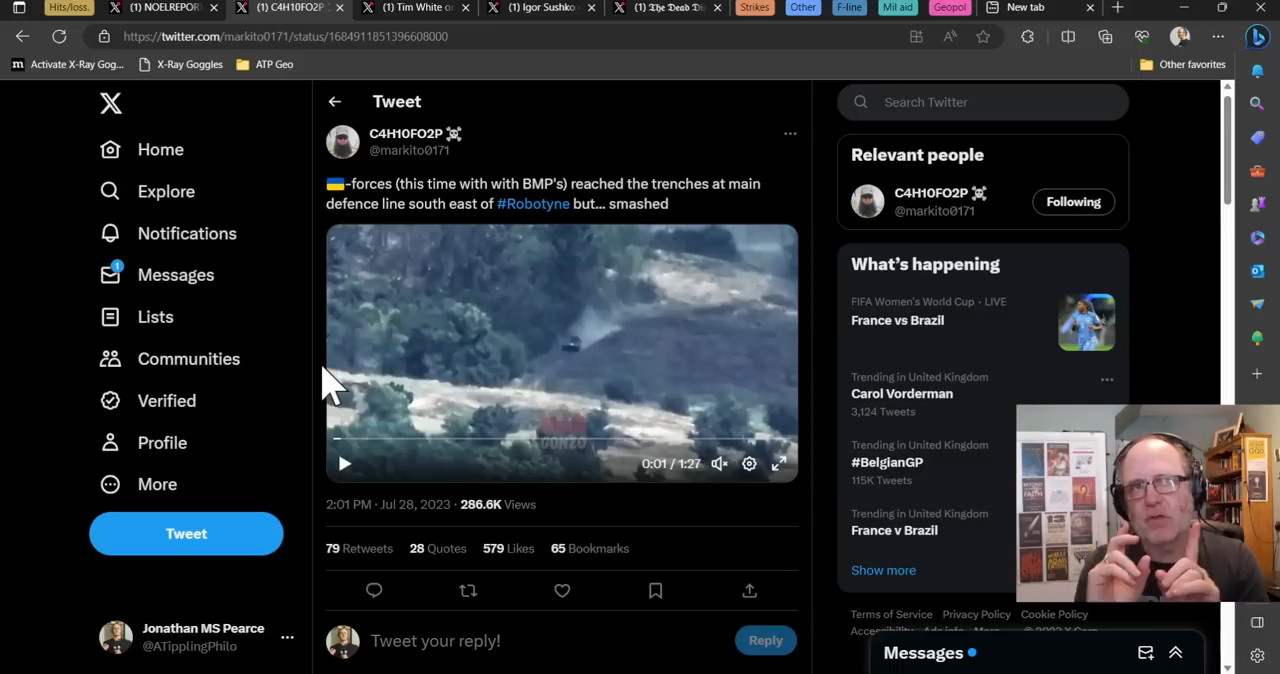 Hits/loss.
(1) NOELREPOR
(1) C4H10FO2P
(1) Tim White o
(1) Igor Sushko
(1) The Dead Di
Strikes
Other
F-line
Mil aid
Geopol
New tab
https://twitter.com/markito0171/status/1684911851396608000
Activate X-Ray Gog...
X-Ray Goggles
ATP Geo
Other favorites
Home
Explore
Notifications
1
Messages
Lists
Communities
Verified
Profile
More
Tweet
Jonathan MS Pearce
@ATipplingPhilo
Tweet
C4H10FO2P
@markito0171
-forces (this time with with BMP's) reached the trenches at main
defence line south east of #Robotyne but... smashed
GONZO
0:01 / 1:27
2:01 PM · Jul 28, 2023 · 286.6K Views
79 Retweets 28 Quotes 579 Likes 65 Bookmarks
Tweet your reply!
Reply
Search Twitter
Relevant people
C4H10FO2P
@markito0171
Following
What's happening
FIFA Women's World Cup · LIVE
France vs Brazil
Trending in United Kingdom
Carol Vorderman
3,124 Tweets
Trending in United Kingdom
#BelgianGP
115K Tweets
Trending in United Kingdom
France v Brazil
Show more
Terms of Service Privacy Policy Cookie Policy
Messages